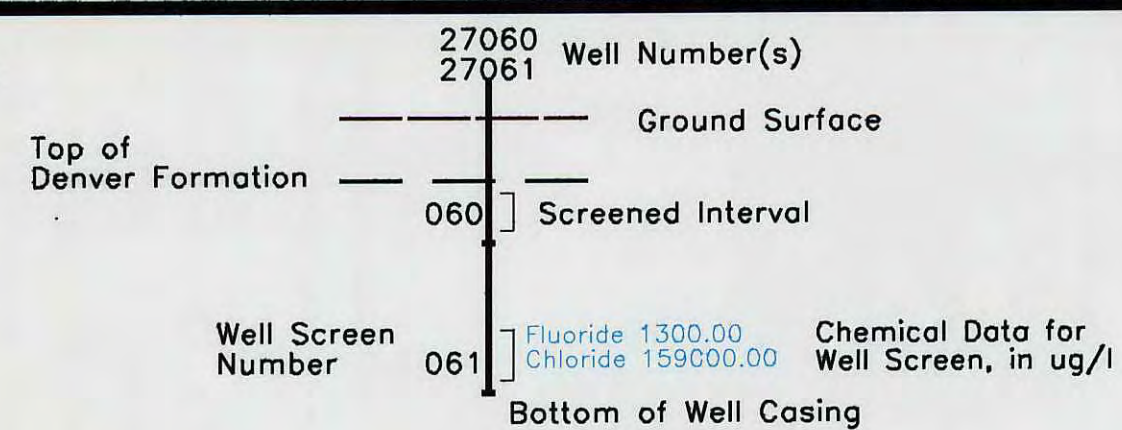 27060
27061
Well Number(s)
Ground Surface
Top of
Denver Formation
060
Screened Interval
Well Screen
Number
061
Fluoride 1300.00
Chloride 159000.00
Chemical Data for
Well Screen, in ug/l
Bottom of Well Casing